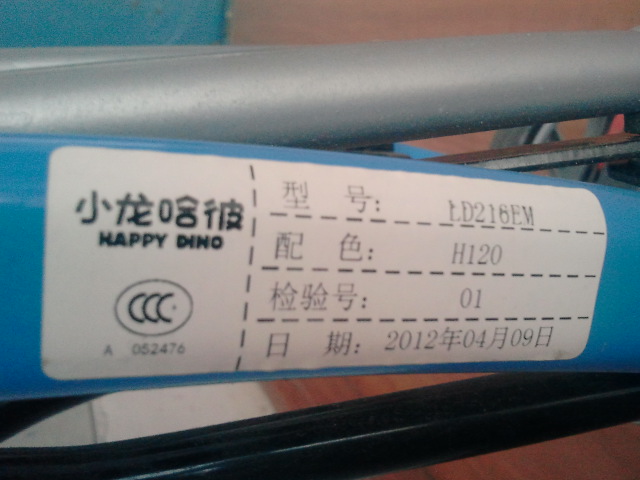 小龙哈彼
HAPPY DINO
CCC
A 052476
型 号: LD216EM
配 色: H120
检验号: 01
日 期: 2012年04月09日